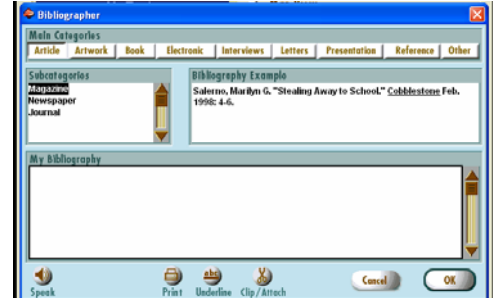 Bibliographer
Main Categories
Article Artwork Book Electronic Interviews Letters Presentation Reference Other
Subcategories
Magazine
Newspaper
Journal
Bibliography Example
Salerno, Marilyn G. "Stealing Away to School." Cobblestone Feb.
1998: 4-6.
My Bibliography
Speak Print Underline Clip/Attach Cancel OK